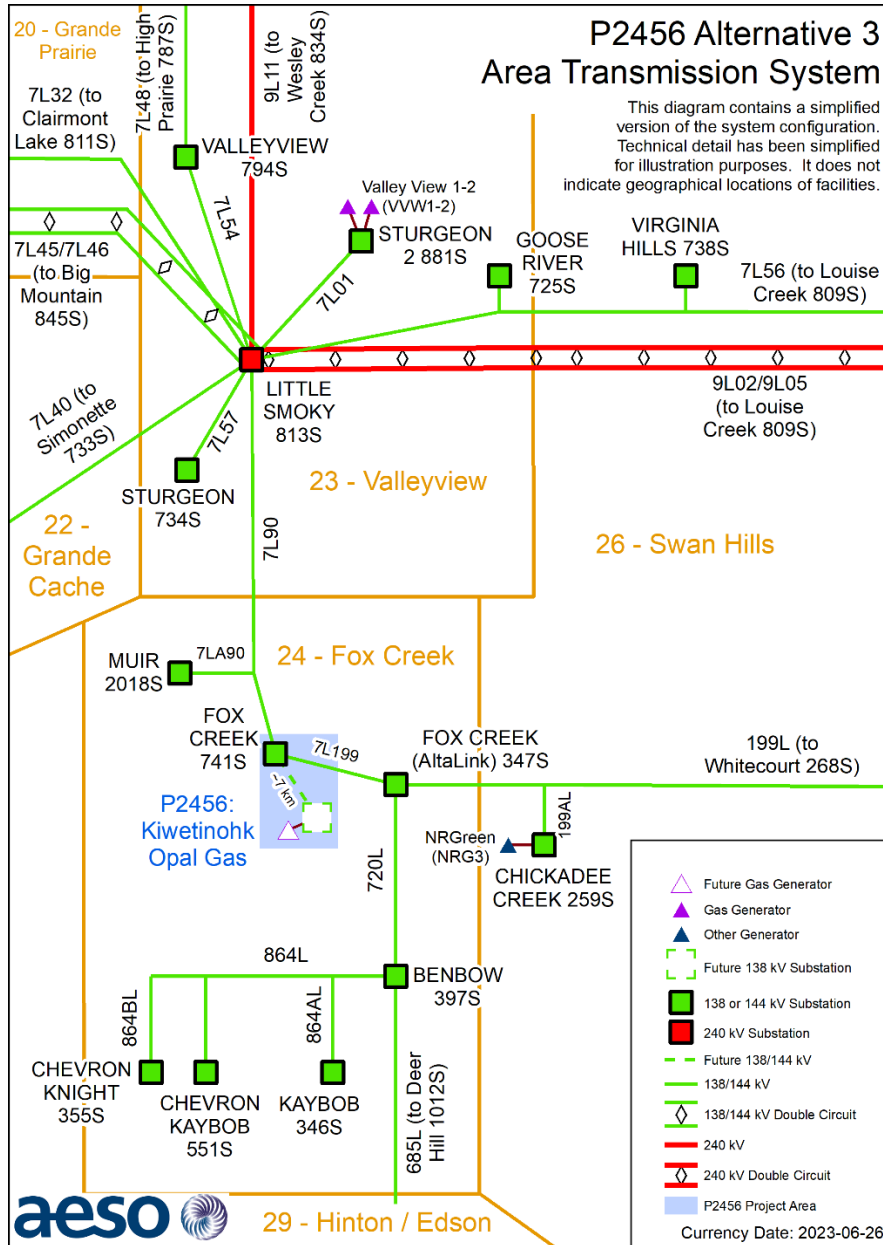 P2456 Alternative 3
Area Transmission System
This diagram contains a simplified
version of the system configuration.
Technical detail has been simplified
for illustration purposes. It does not
indicate geographical locations of facilities.
20 - Grande
Prairie
7L48 (to High
Prairie 787S)
9L11 (to
Wesley
Creek 834S)
7L32 (to
Clairmont
Lake 811S)
VALLEYVIEW
794S
7L54
Valley View 1-2
(VVW1-2)
STURGEON
2 881S
7L01
GOOSE
RIVER
725S
VIRGINIA
HILLS 738S
7L56 (to Louise
Creek 809S)
7L45/7L46
(to Big
Mountain
845S)
9L02/9L05
(to Louise
Creek 809S)
LITTLE
SMOKY
813S
7L40 (to
Simonette
733S)
7L57
STURGEON
734S
7L90
23 - Valleyview
22 -
Grande
Cache
26 - Swan Hills
7LA90
MUIR
2018S
24 - Fox Creek
FOX
CREEK
741S
7L199
FOX CREEK
(AltaLink) 347S
199L (to
Whitecourt 268S)
~7 km
P2456:
Kiwetinohk
Opal Gas
199AL
NRGreen
(NRG3)
CHICKADEE
CREEK 259S
720L
864L
BENBOW
397S
864BL
864AL
CHEVRON
KNIGHT
355S
CHEVRON
KAYBOB
551S
KAYBOB
346S
685L (to Deer
Hill 1012S)
29 - Hinton / Edson
aeso
Future Gas Generator
Gas Generator
Other Generator
Future 138 kV Substation
138 or 144 kV Substation
240 kV Substation
Future 138/144 kV
138/144 kV
138/144 kV Double Circuit
240 kV
240 kV Double Circuit
P2456 Project Area
Currency Date: 2023-06-26